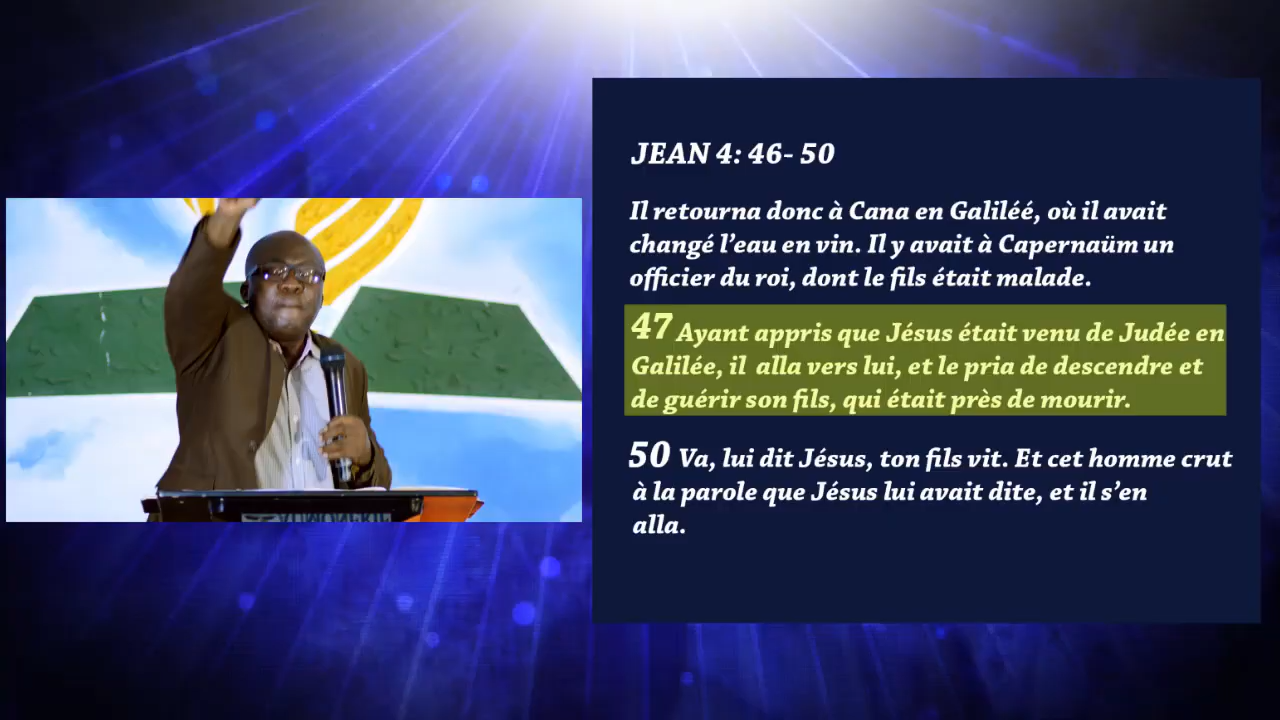 JEAN 4: 46- 50
Il retourna donc à Cana en Galiléé, où il avait
changé l'eau en vin. Il y avait à Capernaüm un
officier du roi, dont le fils était malade.
47 Ayant appris que Jésus était venu de Judée en
Galilée, il alla vers lui, et le pria de descendre et
de guérir son fils, qui était près de mourir.
50 Va, lui dit Jésus, ton fils vit. Et cet homme crut
à la parole que Jésus lui avait dite, et il s'en
alla.